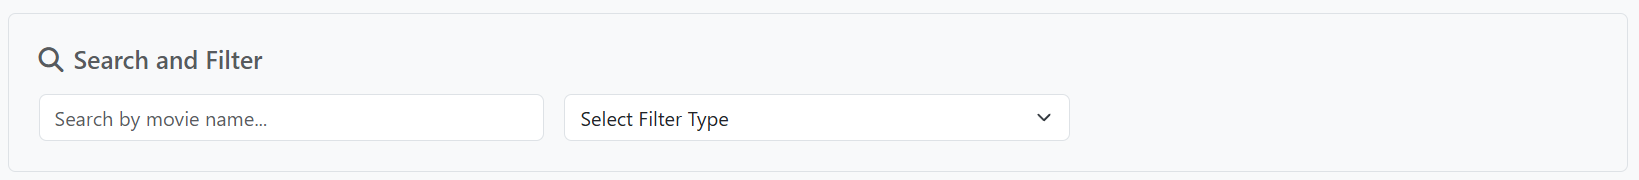 Search and Filter
Search by movie name...
Select Filter Type